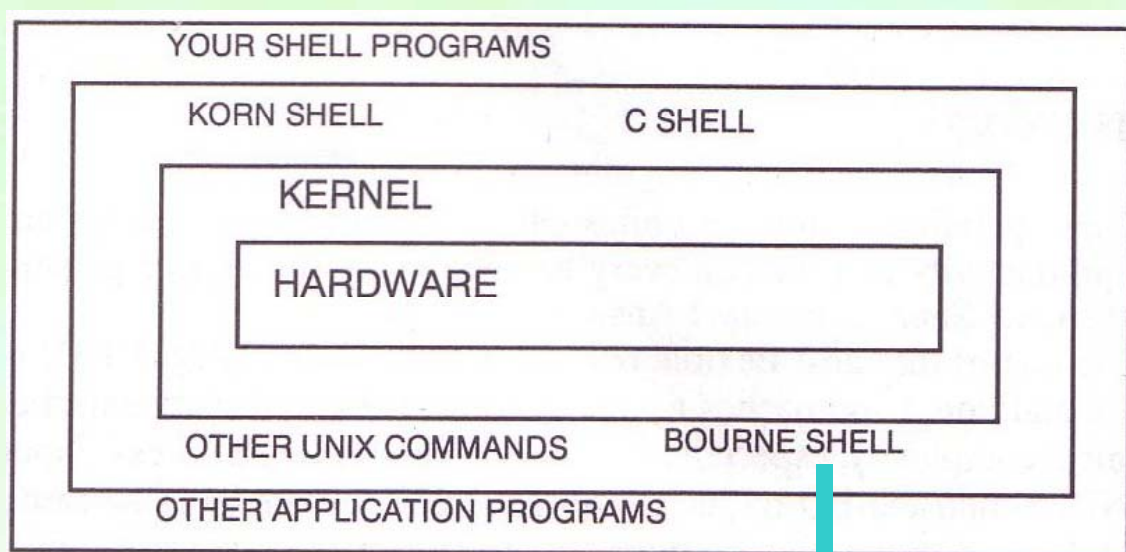 YOUR SHELL PROGRAMS
KORN SHELL C SHELL
KERNEL
HARDWARE
OTHER UNIX COMMANDS BOURNE SHELL
OTHER APPLICATION PROGRAMS